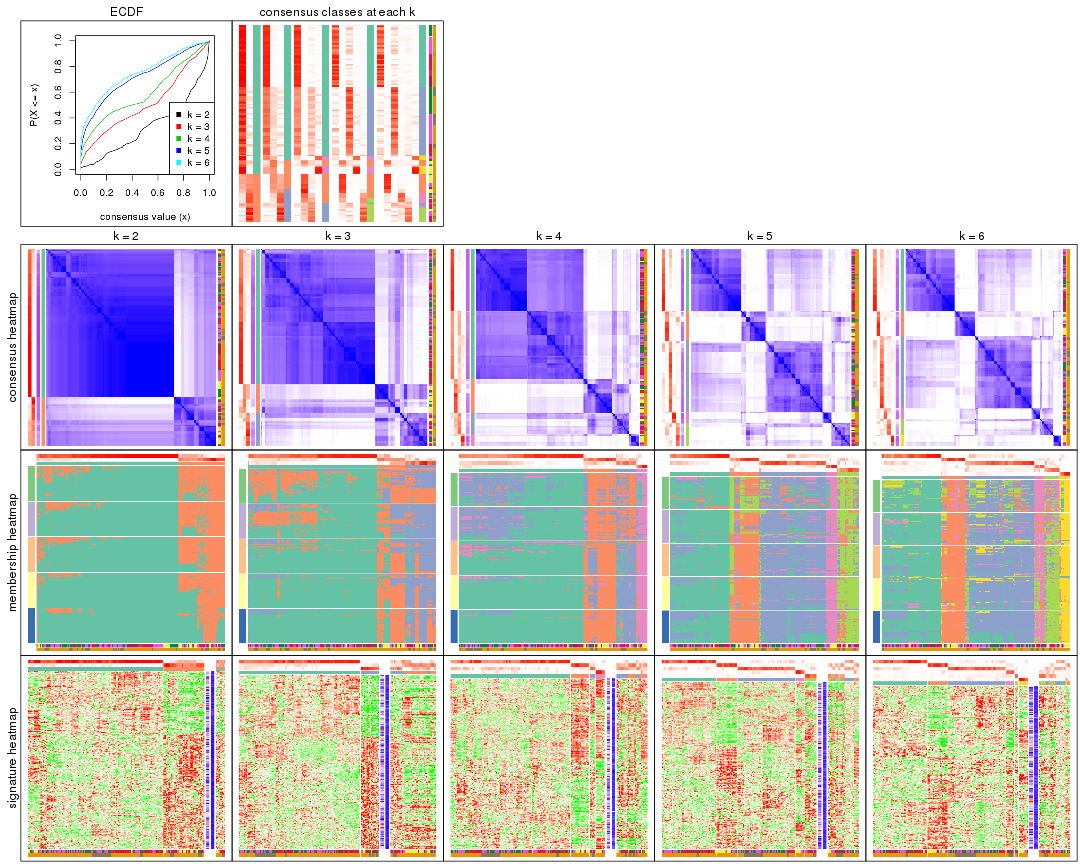 ECDF
consensus classes at each k
P(X <= x)
0.0 0.2 0.4 0.6 0.8 1.0
k = 2
k = 3
k = 4
k = 5
k = 6
0.0 0.2 0.4 0.6 0.8 1.0
consensus value (x)
k = 2 k = 3 k = 4 k = 5 k = 6
consensus heatmap
membership heatmap
signature heatmap